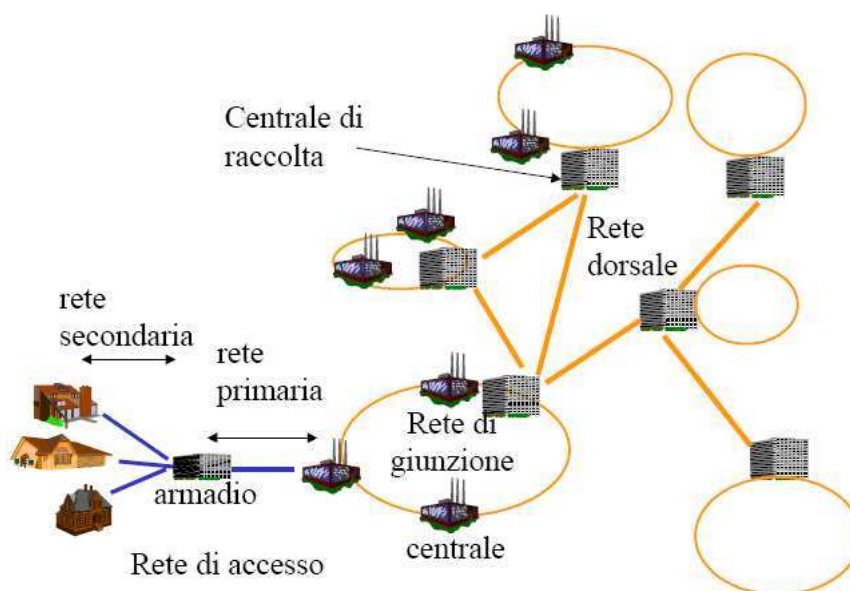 Centrale di
raccolta
Rete
dorsale
rete
secondaria
rete
primaria
Rete di
giunzione
armadio
centrale
Rete di accesso